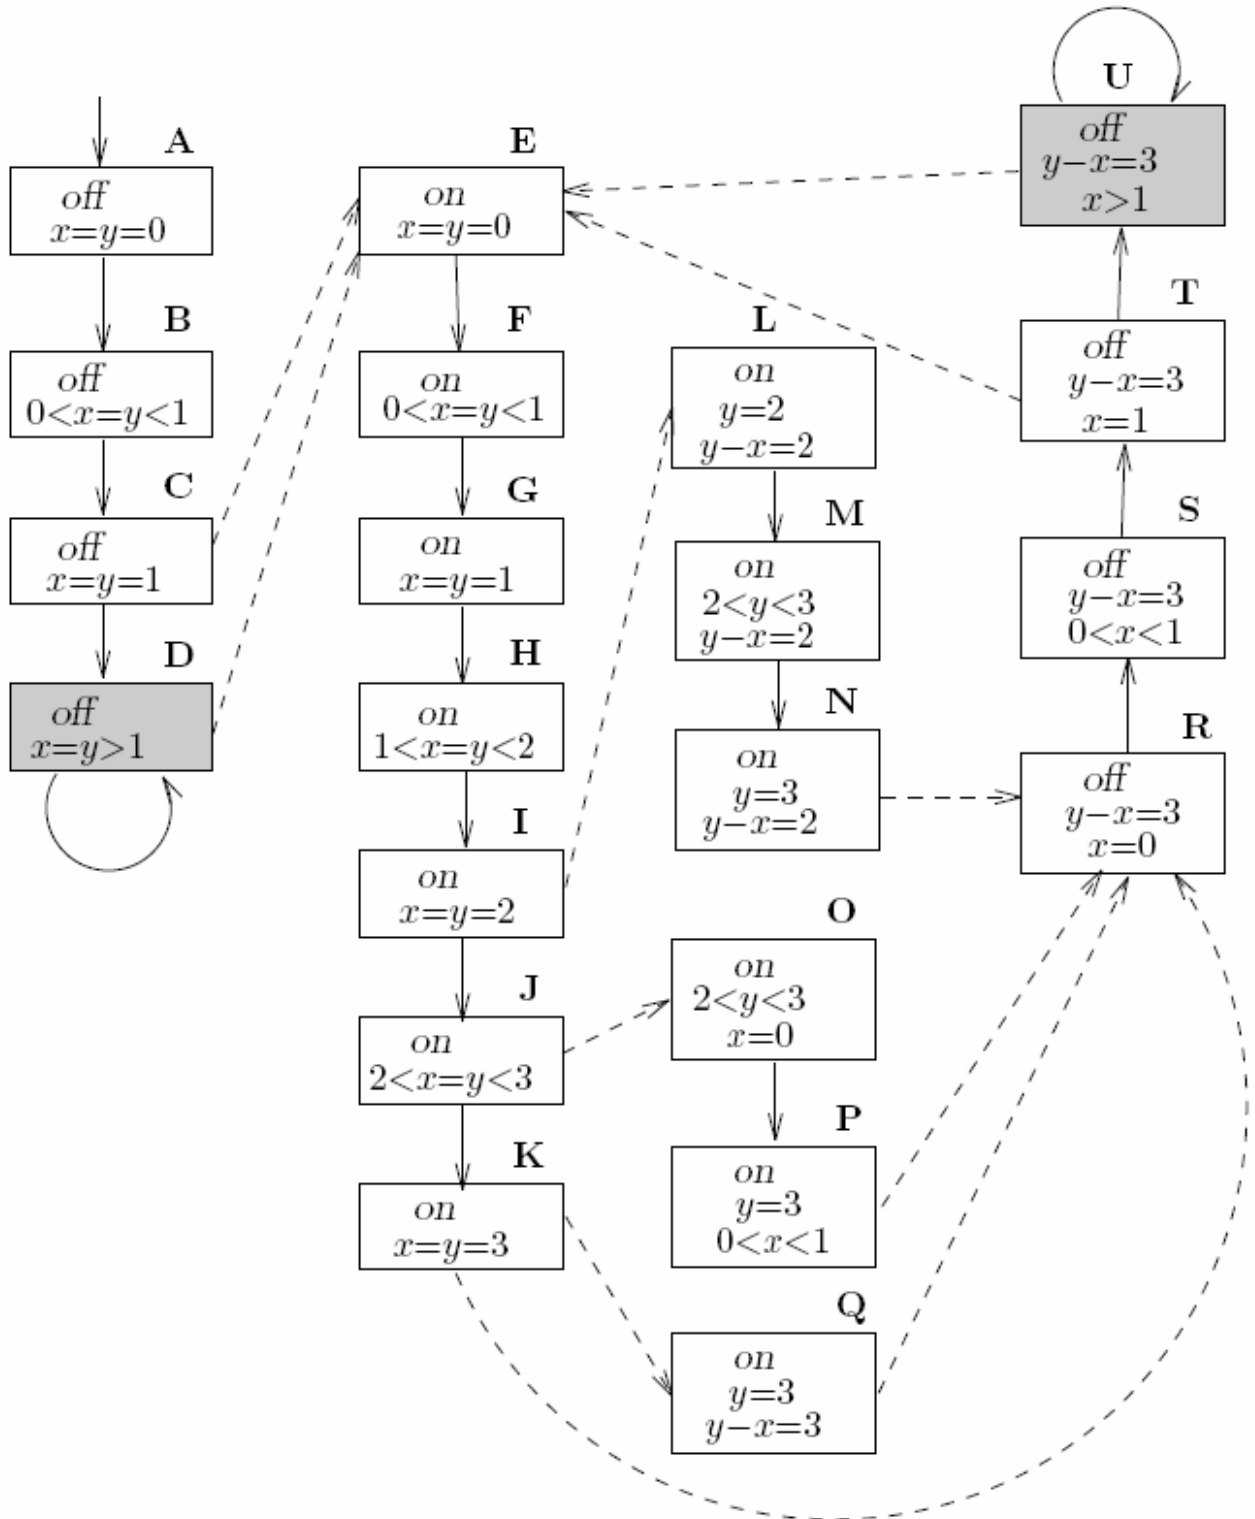 A
off
x=y=0
B
off
0<x=y<1
C
off
x=y=1
D
off
x=y>1
E
on
x=y=0
F
on
0<x=y<1
G
on
x=y=1
H
on
1<x=y<2
I
on
x=y=2
J
on
2<x=y<3
K
on
x=y=3
L
on
y=2
y−x=2
M
on
2<y<3
y−x=2
N
on
y=3
y−x=2
O
on
2<y<3
x=0
P
on
y=3
0<x<1
Q
on
y=3
y−x=3
U
off
y−x=3
x>1
T
off
y−x=3
x=1
S
off
y−x=3
0<x<1
R
off
y−x=3
x=0